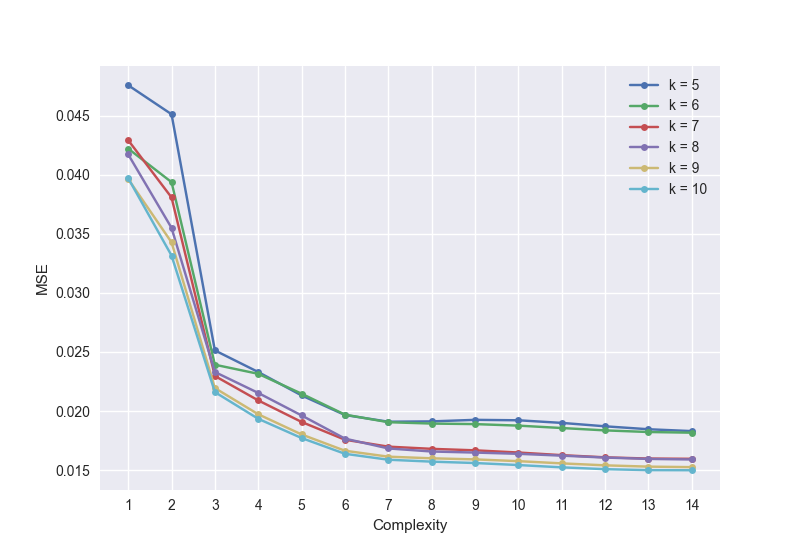 k = 5
k = 6
k = 7
k = 8
k = 9
k = 10
0.045
0.040
0.035
0.030
0.025
0.020
0.015
MSE
1 2 3 4 5 6 7 8 9 10 11 12 13 14
Complexity